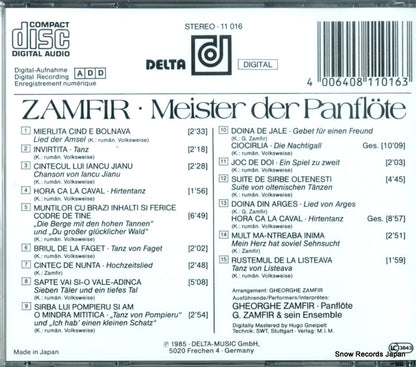 COMPACT
disc
DIGITAL AUDIO
STEREO · 11 016
DELTA
DIGITAL
Digital-Aufnahme
Digital Recording
Enregistrement numérique
A D D
4 006408 110163
ZAMFIR · Meister der Panflöte
1 MIERLITA CIND E BOLNAVA [2'33]
Lied der Amsel (K.: rumän. Volksweise)
2 INVIRTITA · Tanz [2'18]
(K.: rumän. Volksweise)
3 CINTECUL LUI IANCU JIANU [2'28]
Chanson von Iancu Jianu
(K.: rumän. Volksweise)
4 HORA CA LA CAVAL · Hirtentanz [1'56]
(K.: rumän. Volksweise)
5 MUNTILOR CU BRAZI INHALTI SI FERICE
CODRE DE TINE [6'49]
„Die Berge mit den hohen Tannen"
und „Du großer glücklicher Wald"
(K.: rumän. Volksweise)
6 BRIUL DE LA FAGET · Tanz von Faget [2'02]
(K.: rumän. Volksweise)
7 CINTEC DE NUNTA · Hochzeitslied [2'48]
(K.: Zamfir)
8 SAPTE VAI SI-O VALE-ADINCA [5'08]
Sieben Täler und ein tiefes Tal
(K.: rumän. Volksweise)
9 SIRBA LUI POMPIERU SI AM
O MINDRA MITITICA · „Tanz von Pompieru" [2'54]
und „Ich hab' einen kleinen Schatz"
(K.: rumän. Volksweise)
10 DOINA DE JALE · Gebet für einen Freund
(K.: G. Zamfir)
CIOCIRLIA · Die Nachtigall Ges. [10'09]
(K.: rumän. Volksweise)
11 JOC DE DOI · Ein Spiel zu zweit [2'03]
(K.: rumän. Volksweise)
12 SUITE DE SIRBE OLTENESTI [4'45]
Suite von oltenischen Tänzen
(K.: rumän. Volksweise)
13 DOINA DIN ARGES · Lied von Arges
HORA CA LA CAVAL · Hirtentanz Ges. [8'57]
(K.: rumän. Volksweise)
14 MULT MA-NTREABA INIMA [2'51]
Mein Herz hat soviel Sehnsucht
(K.: G. Zamfir)
15 RUSTEMUL DE LA LISTEAVA [1'59]
Tanz von Listeava
(K.: rumän. Volksweise)
Arrangement: GHEORGHE ZAMFIR
Ausführende/Performers/Interprètes:
GHEORGHE ZAMFIR · Panflöte
G. ZAMFIR & sein Ensemble
Digitally Mastered by Hugo Greipelt
Technic: SWT, Stuttgart · Verlag: M.I.M.
Made in Japan
℗ 1985 · DELTA-MUSIC GmbH.
5020 Frechen 4 · Germany
LC 3843
Snow Records Japan